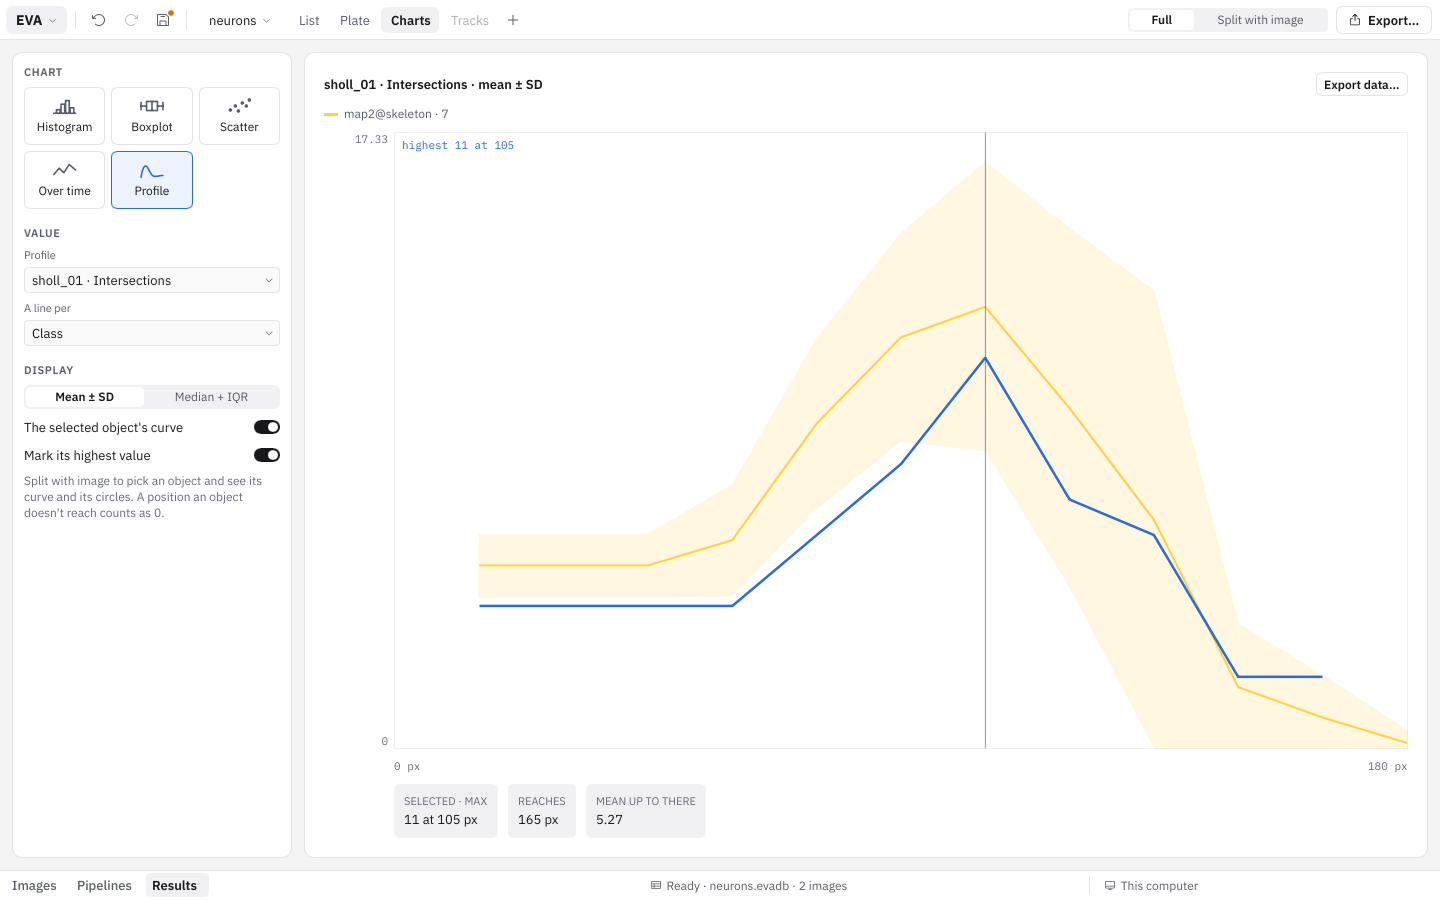 EVA
neurons
List
Plate
Charts
Tracks
Full
Split with image
Export...
CHART
Histogram
Boxplot
Scatter
Over time
Profile
VALUE
Profile
sholl_01 · Intersections
A line per
Class
DISPLAY
Mean ± SD
Median + IQR
The selected object's curve
Mark its highest value
Split with image to pick an object and see its
curve and its circles. A position an object
doesn't reach counts as 0.
sholl_01 · Intersections · mean ± SD
Export data...
map2@skeleton · 7
17.33
highest 11 at 105
0
0 px
180 px
SELECTED · MAX
11 at 105 px
REACHES
165 px
MEAN UP TO THERE
5.27
Images
Pipelines
Results
Ready · neurons.evadb · 2 images
This computer